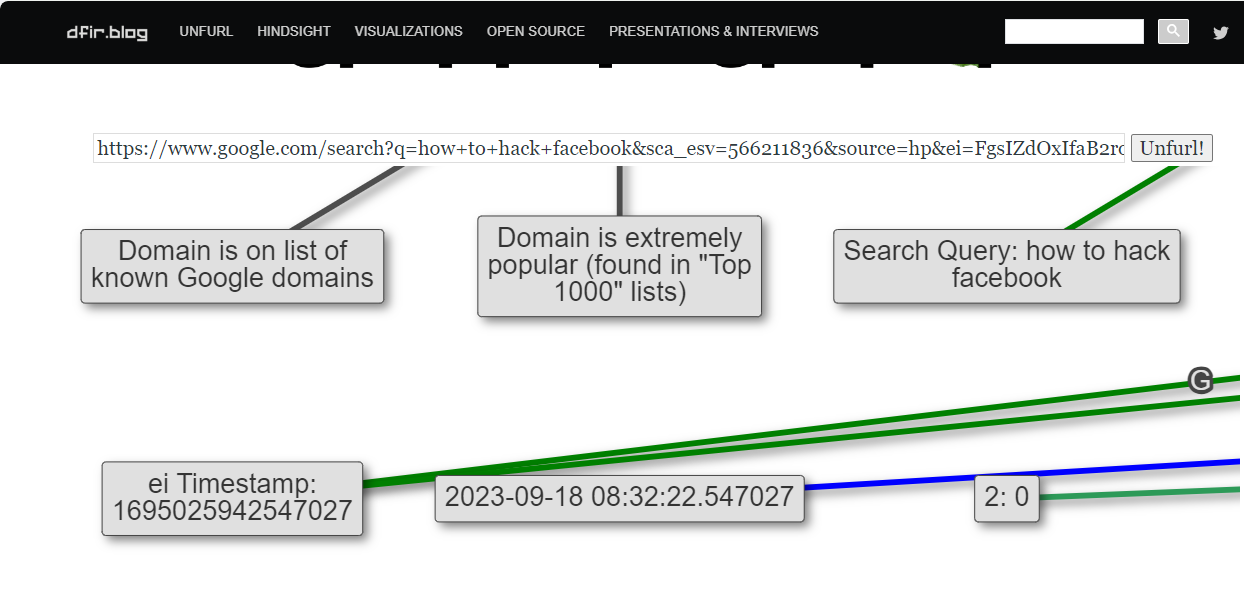 dfir.blog UNFURL HINDSIGHT VISUALIZATIONS OPEN SOURCE PRESENTATIONS & INTERVIEWS
https://www.google.com/search?q=how+to+hack+facebook&sca_esv=566211836&source=hp&ei=FgsIZdOxIfaB2rc Unfurl!
Domain is on list of
known Google domains
Domain is extremely
popular (found in "Top
1000" lists)
Search Query: how to hack
facebook
G
ei Timestamp:
1695025942547027
2023-09-18 08:32:22.547027
2: 0